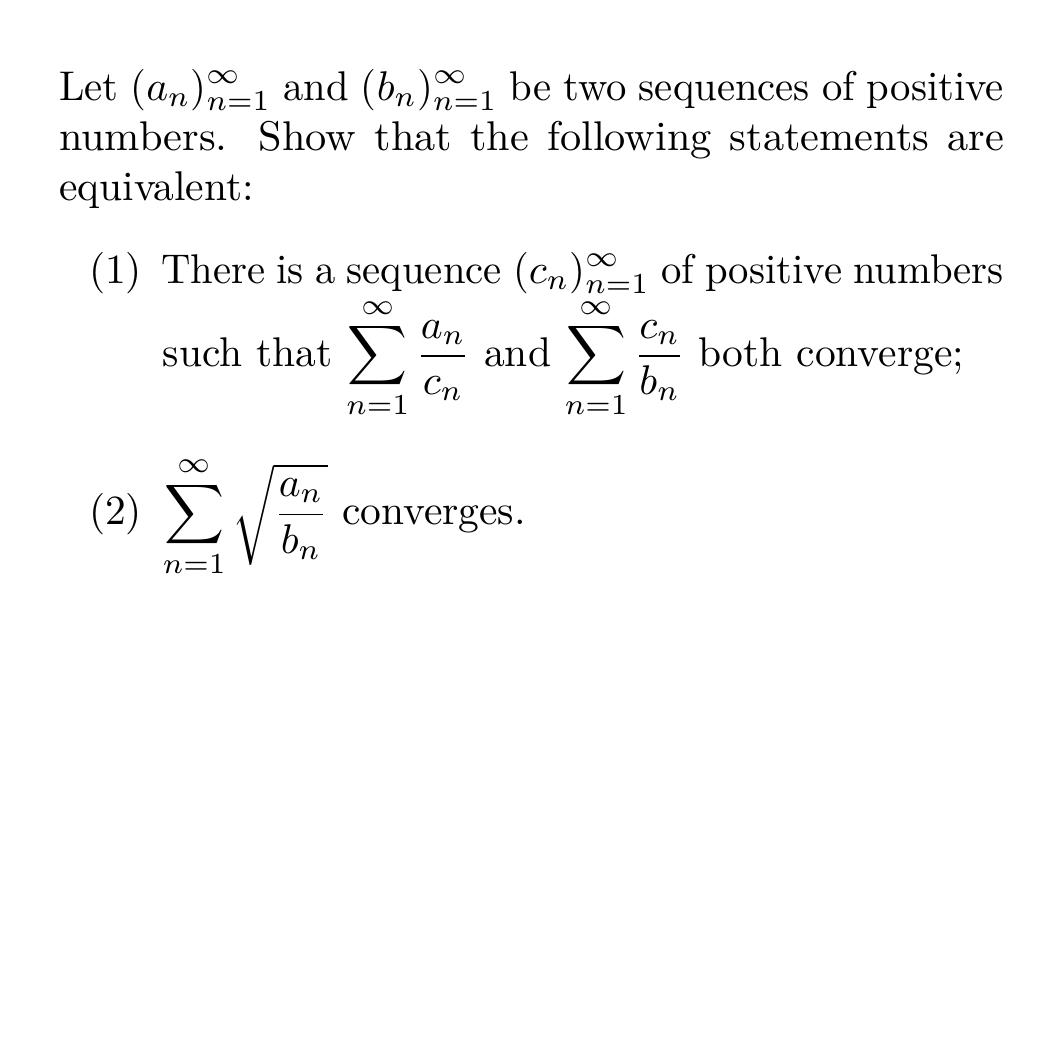 Let $(a_n)_{n=1}^{\infty}$ and $(b_n)_{n=1}^{\infty}$ be two sequences of positive
numbers. Show that the following statements are
equivalent:
(1) There is a sequence $(c_n)_{n=1}^{\infty}$ of positive numbers
such that $\sum_{n=1}^{\infty} \frac{a_n}{c_n}$ and $\sum_{n=1}^{\infty} \frac{c_n}{b_n}$ both converge;
(2) $\sum_{n=1}^{\infty} \sqrt{\frac{a_n}{b_n}}$ converges.